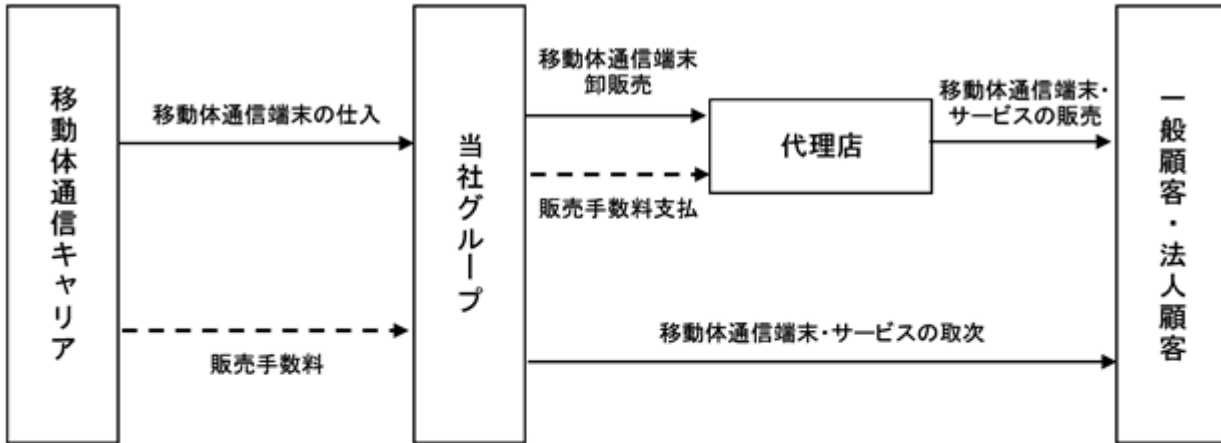 移動体通信キャリア
移動体通信端末の仕入
販売手数料
当社グループ
移動体通信端末
卸販売
販売手数料支払
代理店
移動体通信端末・
サービスの販売
移動体通信端末・サービスの取次
一般顧客・法人顧客